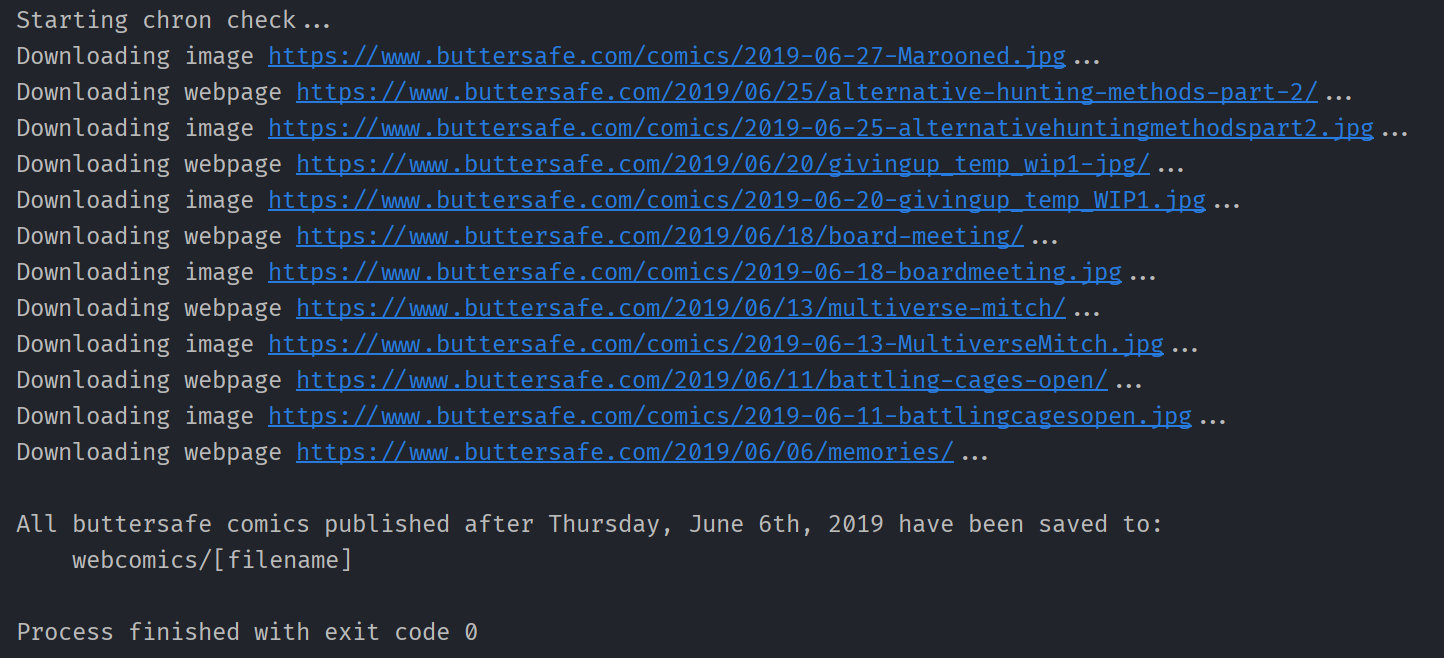 Starting chron check...
Downloading image https://www.buttersafe.com/comics/2019-06-27-Marooned.jpg...
Downloading webpage https://www.buttersafe.com/2019/06/25/alternative-hunting-methods-part-2/...
Downloading image https://www.buttersafe.com/comics/2019-06-25-alternativehuntingmethodspart2.jpg...
Downloading webpage https://www.buttersafe.com/2019/06/20/givingup_temp_wip1-jpg/...
Downloading image https://www.buttersafe.com/comics/2019-06-20-givingup_temp_WIP1.jpg...
Downloading webpage https://www.buttersafe.com/2019/06/18/board-meeting/...
Downloading image https://www.buttersafe.com/comics/2019-06-18-boardmeeting.jpg...
Downloading webpage https://www.buttersafe.com/2019/06/13/multiverse-mitch/...
Downloading image https://www.buttersafe.com/comics/2019-06-13-MultiverseMitch.jpg...
Downloading webpage https://www.buttersafe.com/2019/06/11/battling-cages-open/...
Downloading image https://www.buttersafe.com/comics/2019-06-11-battlingcagesopen.jpg...
Downloading webpage https://www.buttersafe.com/2019/06/06/memories/...
All buttersafe comics published after Thursday, June 6th, 2019 have been saved to:
webcomics/[filename]
Process finished with exit code 0